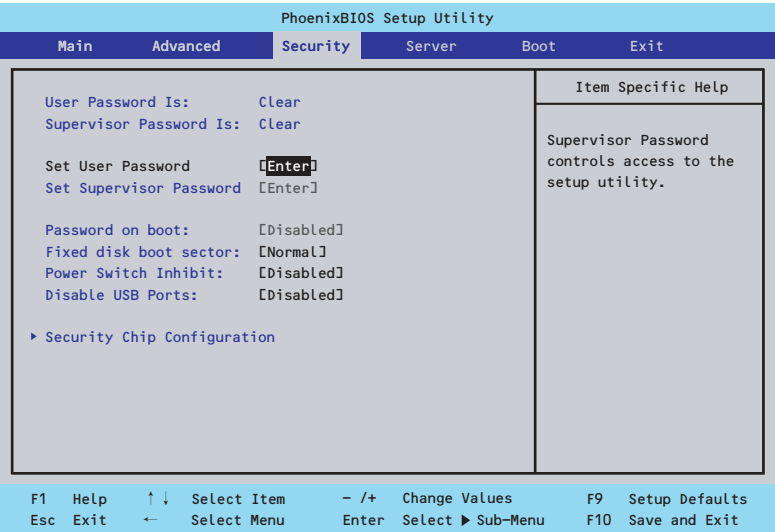 PhoenixBIOS Setup Utility
Main Advanced Security Server Boot Exit
Item Specific Help
User Password Is: Clear
Supervisor Password Is: Clear
Set User Password [Enter]
Set Supervisor Password [Enter]
Password on boot: [Disabled]
Fixed disk boot sector: [Normal]
Power Switch Inhibit: [Disabled]
Disable USB Ports: [Disabled]
▸ Security Chip Configuration
Supervisor Password
controls access to the
setup utility.
F1 Help ↑↓ Select Item - /+ Change Values F9 Setup Defaults
Esc Exit ← Select Menu Enter Select ▶ Sub-Menu F10 Save and Exit